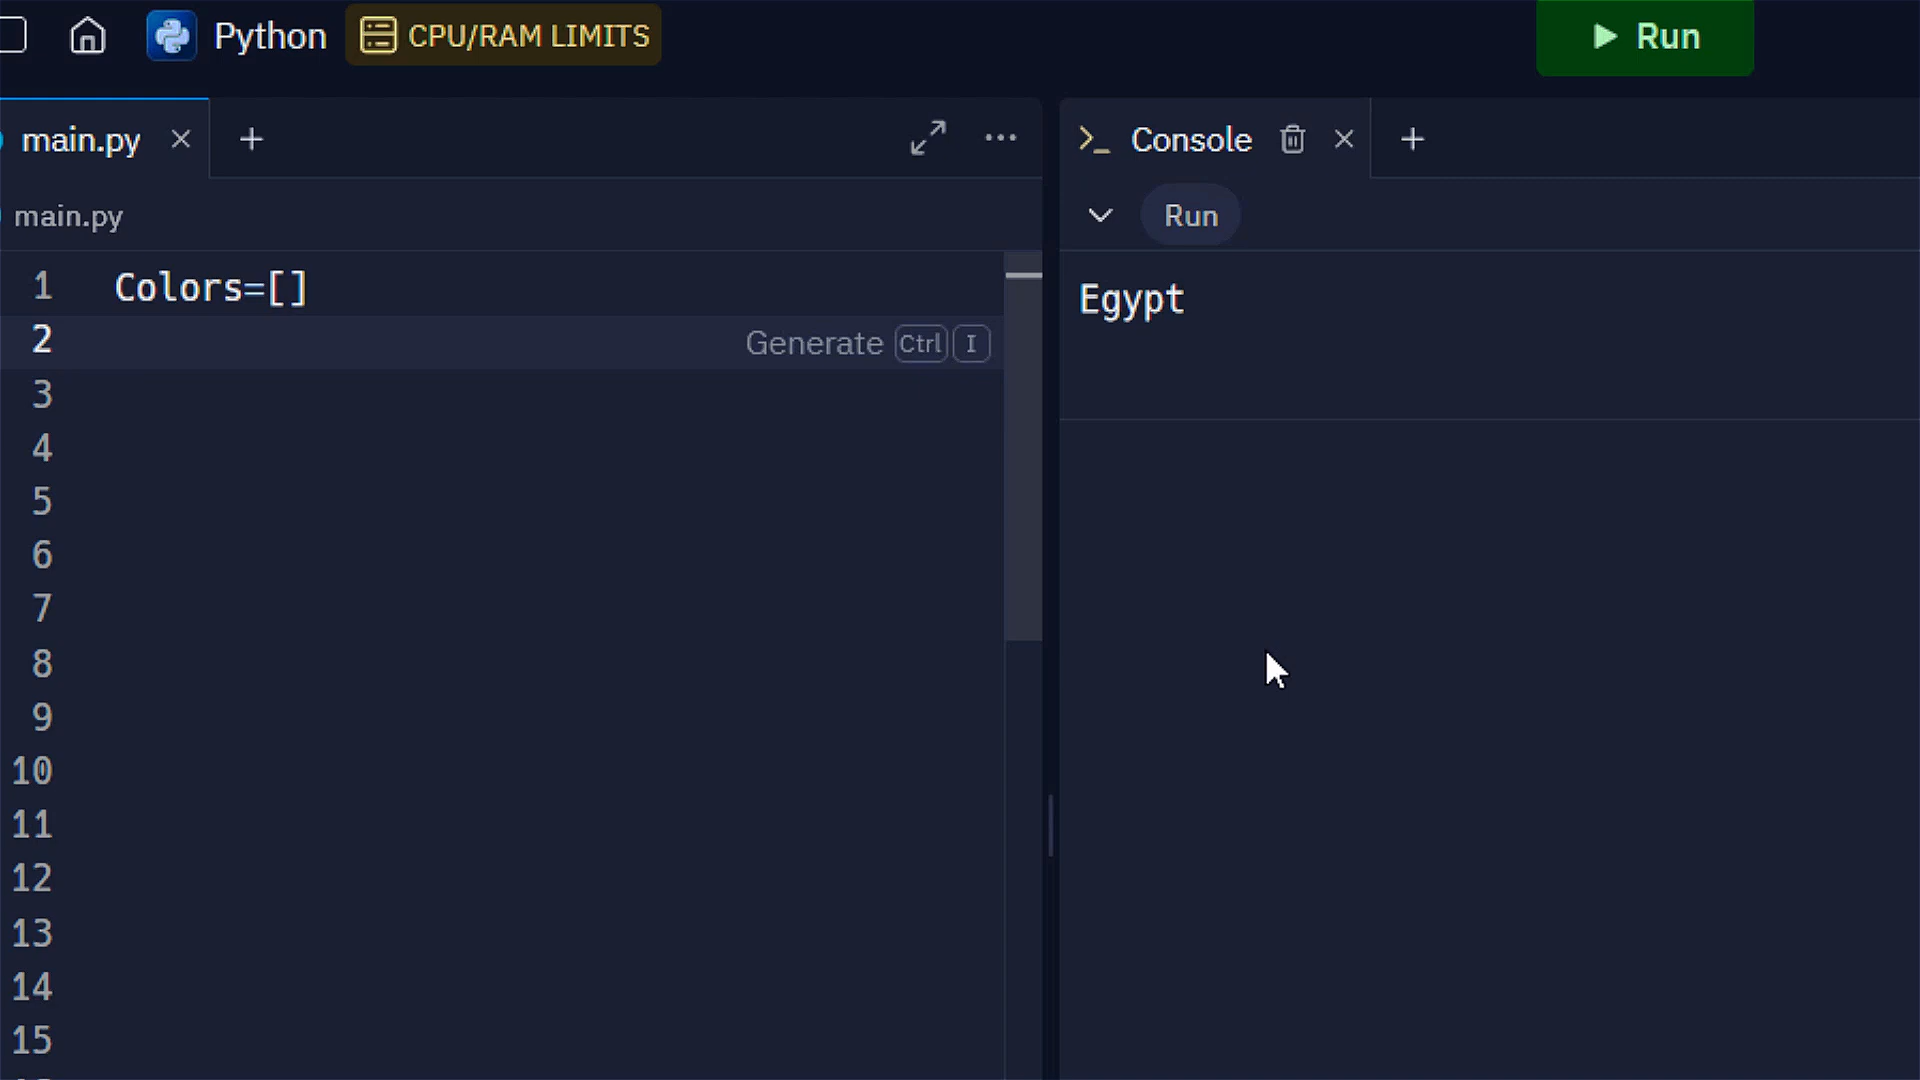 Python CPU/RAM LIMITS Run
main.py Console
main.py Run
1 Colors=[]
2 Generate Ctrl I
3
4
5
6
7
8
9
10
11
12
13
14
15
Egypt